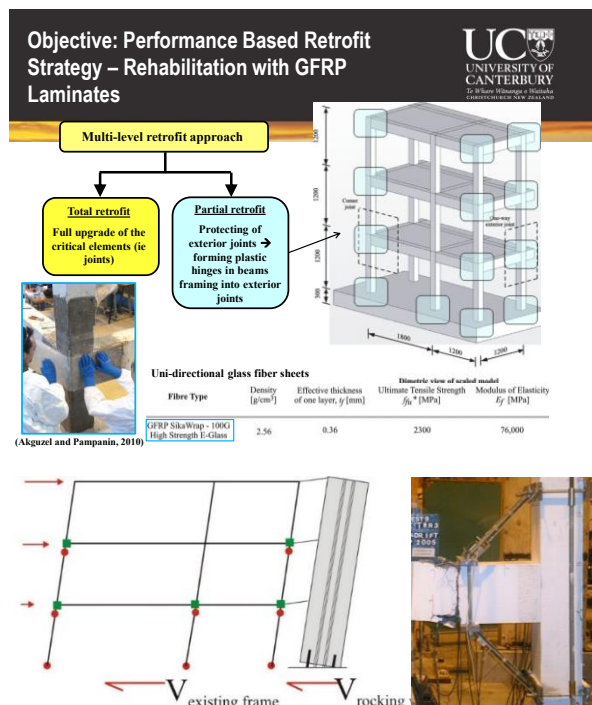 Objective: Performance Based Retrofit
Strategy – Rehabilitation with GFRP
Laminates
UC
UNIVERSITY OF
CANTERBURY
Te Whare Wānanga o Waitaha
CHRISTCHURCH NEW ZEALAND
Multi-level retrofit approach
Total retrofit
Full upgrade of the
critical elements (ie
joints)
Partial retrofit
Protecting of
exterior joints →
forming plastic
hinges in beams
framing into exterior
joints
1200
1200
1200
300
Corner
joint
One-way
exterior joint
1800
1200
1200
Dimetric view of scaled model
(Akguzel and Pampanin, 2010)
Uni-directional glass fiber sheets
Fibre Type
Density
[g/cm³]
Effective thickness
of one layer, tf [mm]
Ultimate Tensile Strength
ffu* [MPa]
Modulus of Elasticity
Ef [MPa]
GFRP SikaWrap - 100G
High Strength E-Glass
2.56
0.36
2300
76,000
V existing frame
V rocking
2005